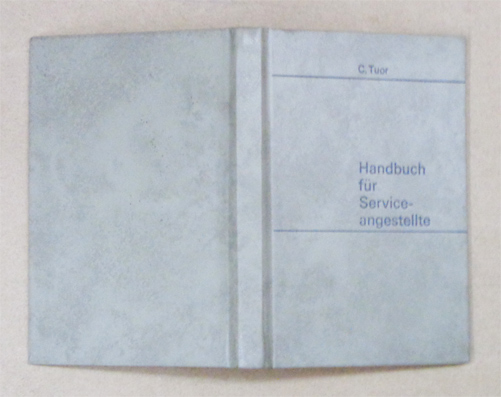 C. Tuor
Handbuch
für
Service-
angestellte